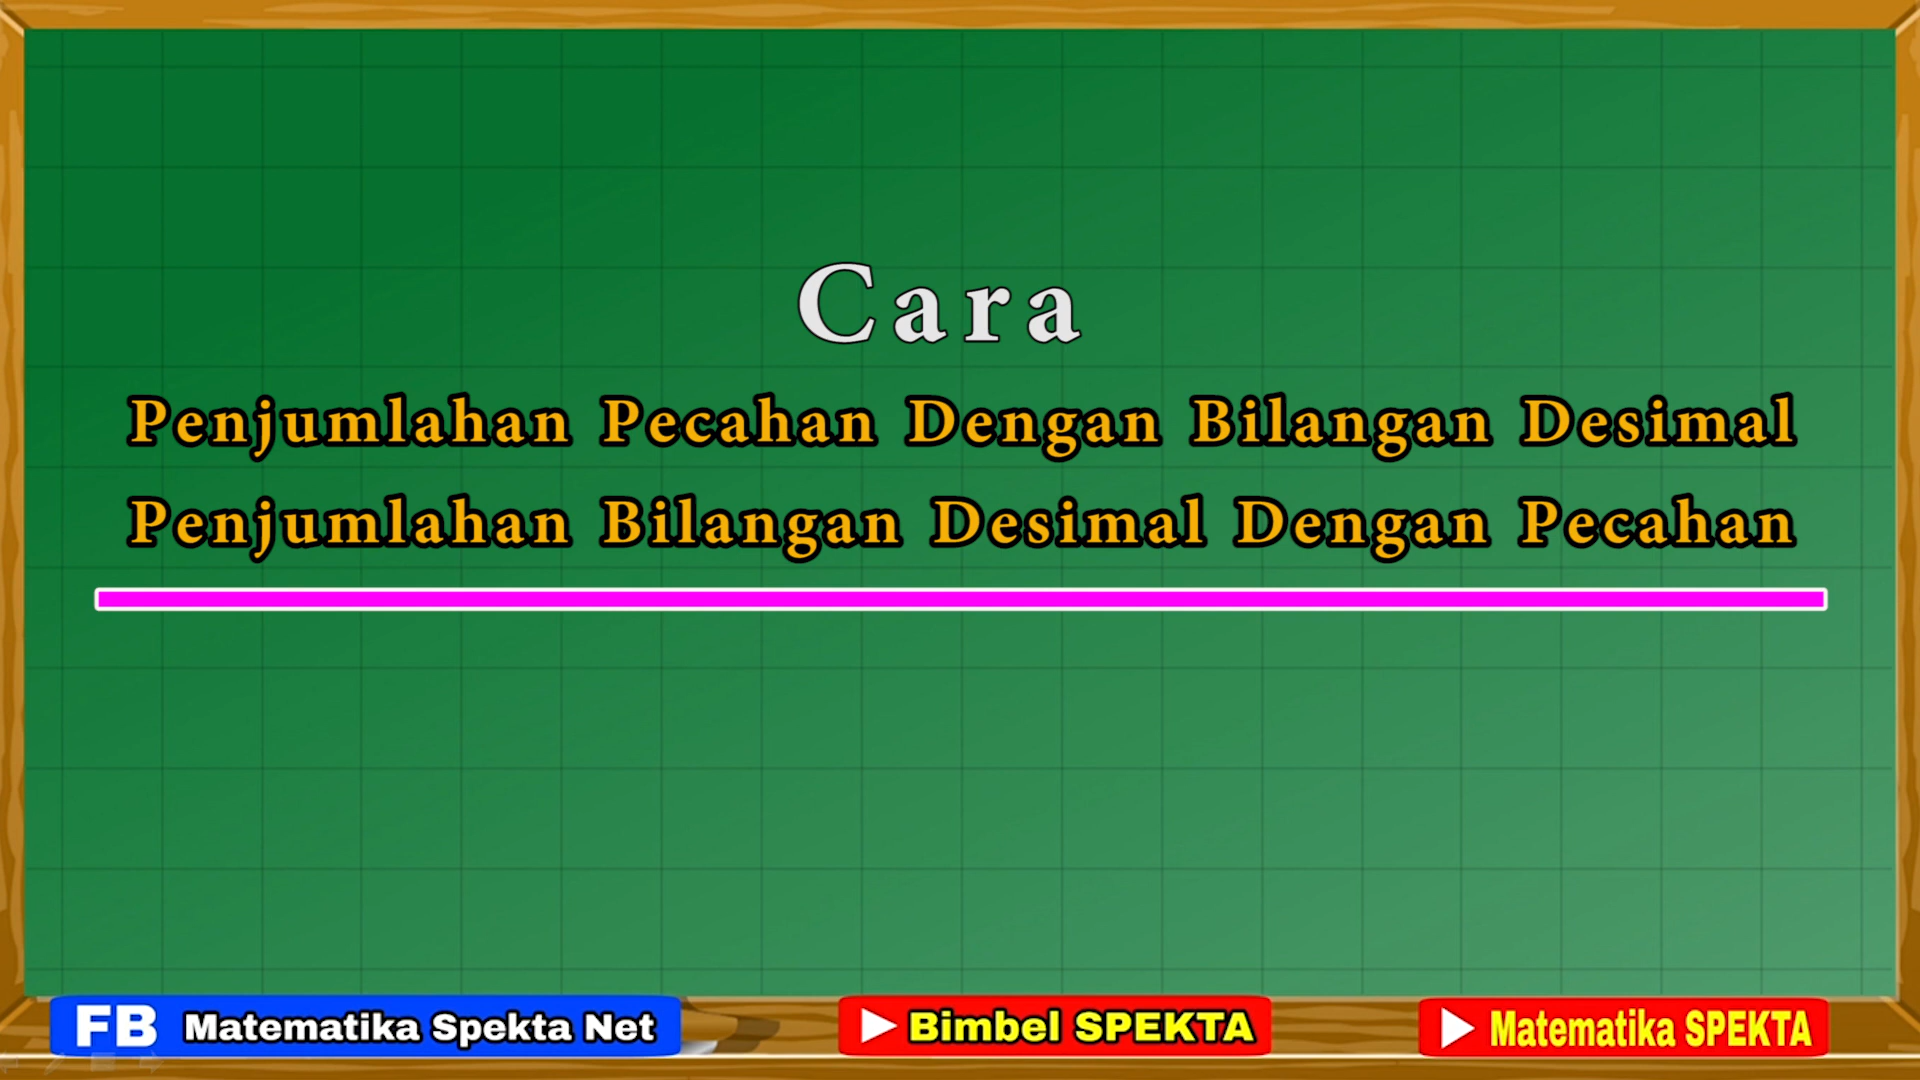 Cara
Penjumlahan Pecahan Dengan Bilangan Desimal
Penjumlahan Bilangan Desimal Dengan Pecahan
FB Matematika Spekta Net
Bimbel SPEKTA
Matematika SPEKTA